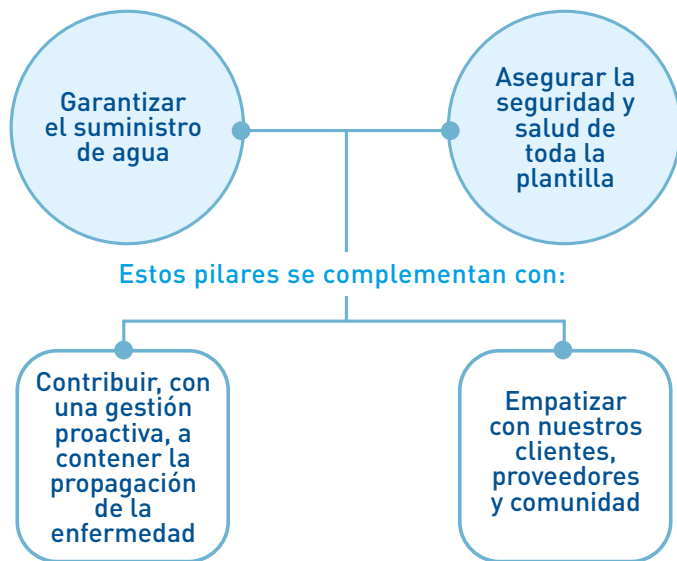 Garantizar
el suministro
de agua
Asegurar la
seguridad y
salud de
toda la
plantilla
Estos pilares se complementan con:
Contribuir, con
una gestión
proactiva, a
contener la
propagación
de la
enfermedad
Empatizar
con nuestros
clientes,
proveedores
y comunidad